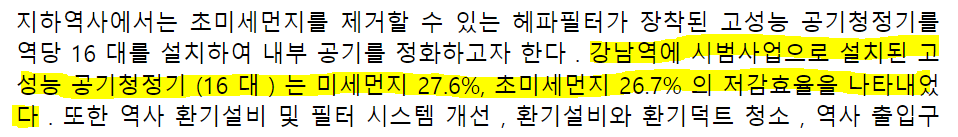 지하역사에서는 초미세먼지를 제거할 수 있는 헤파필터가 장착된 고성능 공기청정기를
역당 16 대를 설치하여 내부 공기를 정화하고자 한다 . 강남역에 시범사업으로 설치된 고
성능 공기청정기 (16 대 ) 는 미세먼지 27.6%, 초미세먼지 26.7% 의 저감효율을 나타내었
다 . 또한 역사 환기설비 및 필터 시스템 개선 , 환기설비와 환기덕트 청소 , 역사 출입구